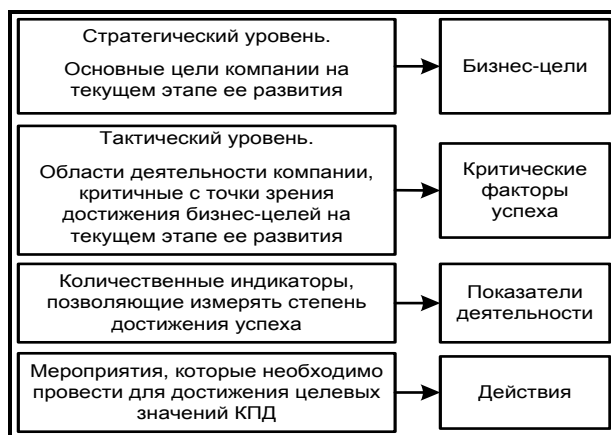 Стратегический уровень.
Основные цели компании на
текущем этапе ее развития
Бизнес-цели
Тактический уровень.
Области деятельности компании,
критичные с точки зрения
достижения бизнес-целей на
текущем этапе ее развития
Критические
факторы
успеха
Количественные индикаторы,
позволяющие измерять степень
достижения успеха
Показатели
деятельности
Мероприятия, которые необходимо
провести для достижения целевых
значений КПД
Действия